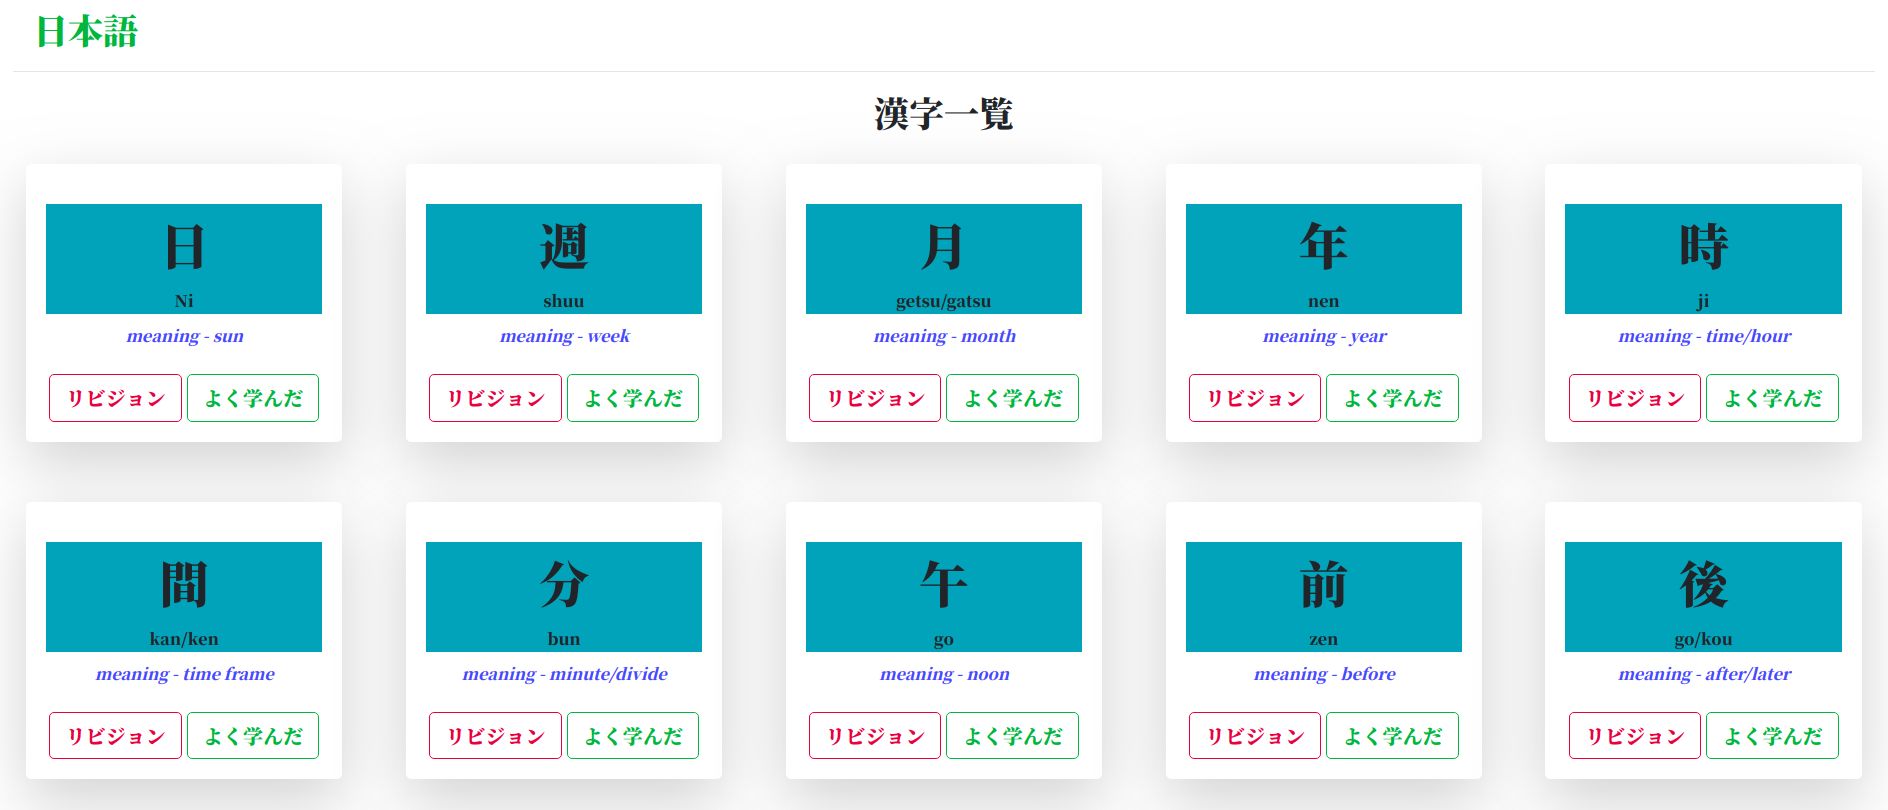 日本語
漢字一覧
日
Ni
meaning - sun
リビジョン よく学んだ
週
shuu
meaning - week
リビジョン よく学んだ
月
getsu/gatsu
meaning - month
リビジョン よく学んだ
年
nen
meaning - year
リビジョン よく学んだ
時
ji
meaning - time/hour
リビジョン よく学んだ
間
kan/ken
meaning - time frame
リビジョン よく学んだ
分
bun
meaning - minute/divide
リビジョン よく学んだ
午
go
meaning - noon
リビジョン よく学んだ
前
zen
meaning - before
リビジョン よく学んだ
後
go/kou
meaning - after/later
リビジョン よく学んだ